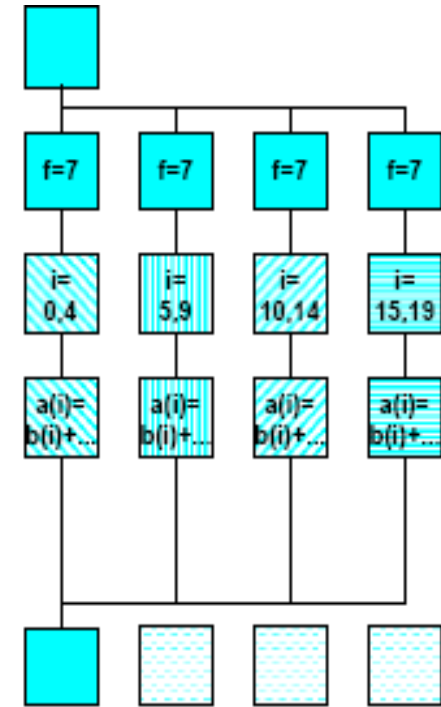 f=7 f=7 f=7 f=7
i= i= i= i=
0,4 5,9 10,14 15,19
a(i)= a(i)= a(i)= a(i)=
b(i)+... b(i)+... b(i)+... b(i)+...